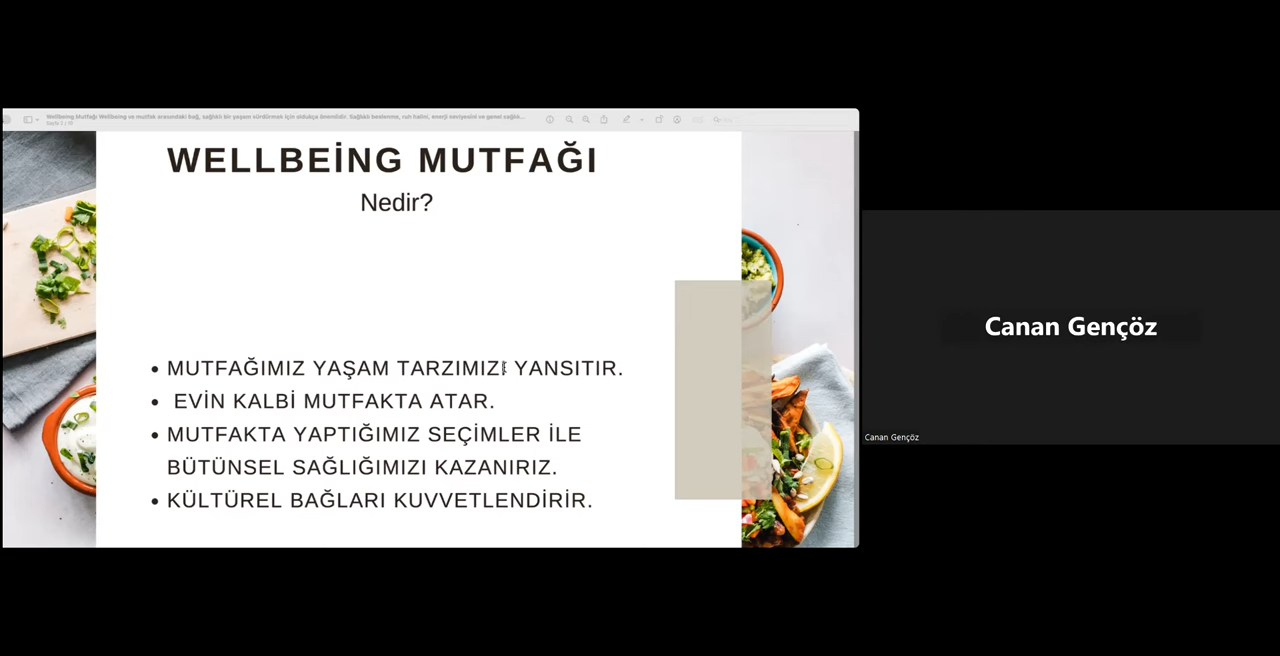 Wellbeing Mutfağı Wellbeing ve mutfak arasındaki bağ, sağlıklı bir yaşam sürdürmek için oldukça önemlidir. Sağlıklı beslenme, ruh halini, enerji seviyesini ve genel sağlık...
WELLBEİNG MUTFAĞI
Nedir?
• MUTFAĞIMIZ YAŞAM TARZIMIZI YANSITIR.
• EVİN KALBİ MUTFAKTA ATAR.
• MUTFAKTA YAPTIĞIMIZ SEÇİMLER İLE
BÜTÜNSEL SAĞLIĞIMIZI KAZANIRIZ.
• KÜLTÜREL BAĞLARI KUVVETLENDİRİR.
Canan Gençöz
Canan Gençöz